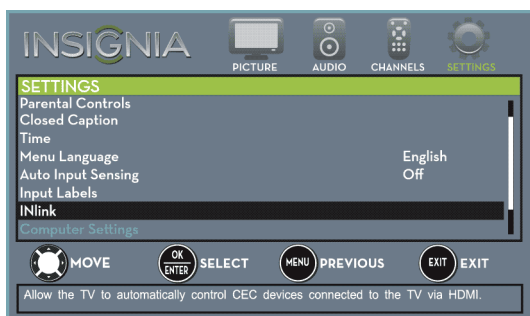 INSIGNIA
PICTURE AUDIO CHANNELS SETTINGS
SETTINGS
Parental Controls
Closed Caption
Time
Menu Language English
Auto Input Sensing Off
Input Labels
INlink
Computer Settings
MOVE OK ENTER SELECT MENU PREVIOUS EXIT EXIT
Allow the TV to automatically control CEC devices connected to the TV via HDMI.